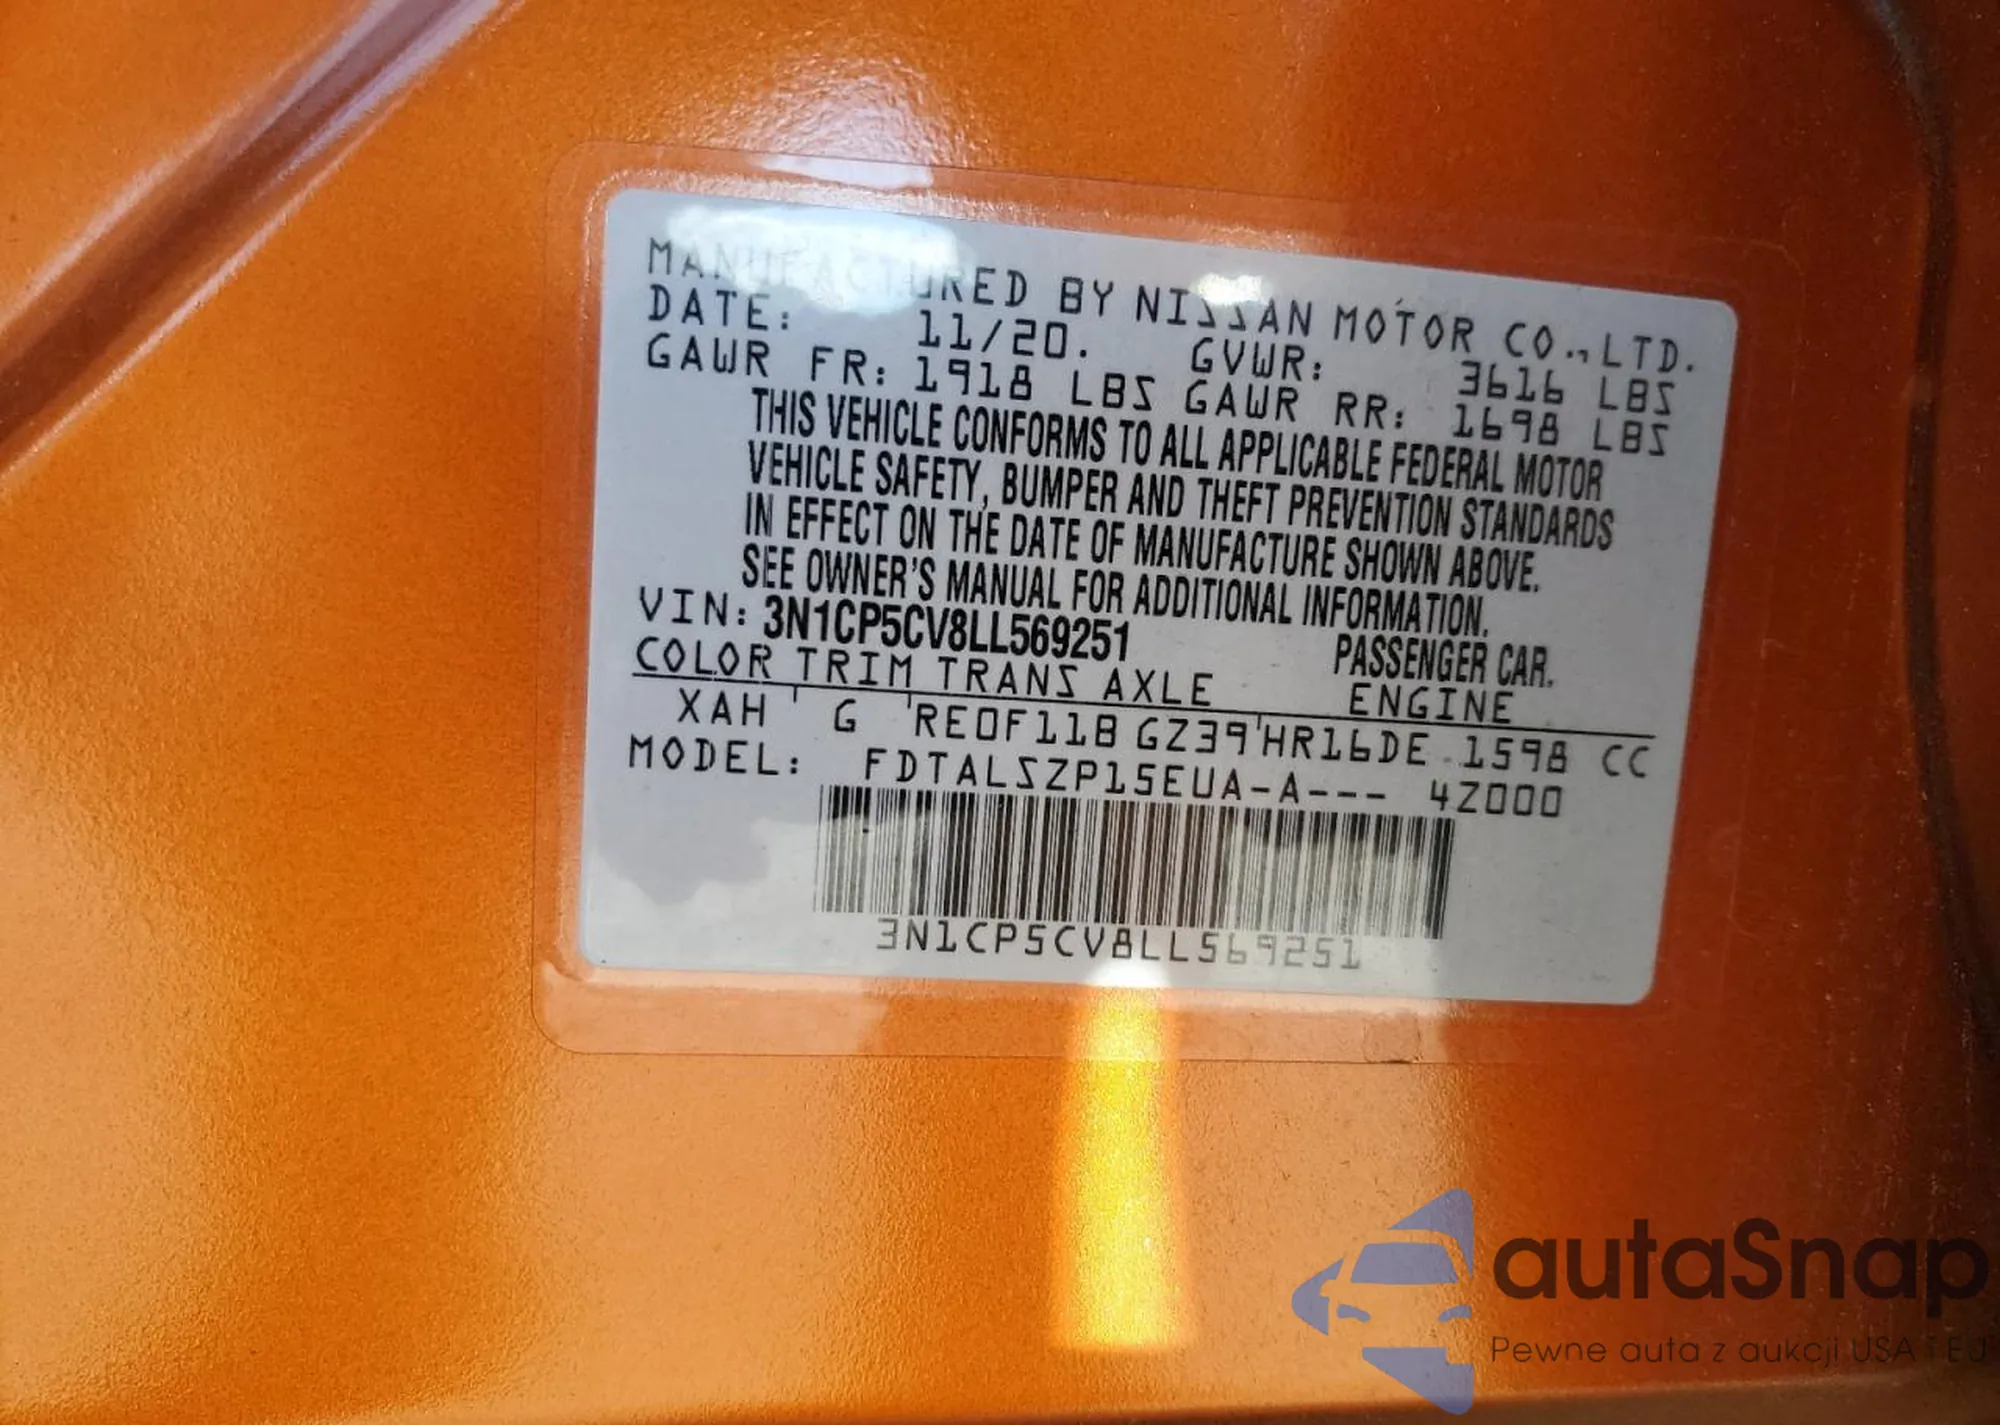 MANUFACTURED BY NISSAN MOTOR CO., LTD.
DATE: 11/20. GVWR: 3616 LBS
GAWR FR: 1918 LBS GAWR RR: 1698 LBS
THIS VEHICLE CONFORMS TO ALL APPLICABLE FEDERAL MOTOR
VEHICLE SAFETY, BUMPER AND THEFT PREVENTION STANDARDS
IN EFFECT ON THE DATE OF MANUFACTURE SHOWN ABOVE.
SEE OWNER'S MANUAL FOR ADDITIONAL INFORMATION.
VIN: 3N1CP5CV8LL569251 PASSENGER CAR.
COLOR TRIM TRANS AXLE ENGINE
XAH G RE0F11B GZ39 HR16DE 1598 CC
MODEL: FDTALSZP15EUA-A--- 4Z000
3N1CP5CV8LL569251
autaSnap
Pewne auta z aukcji USA i EU